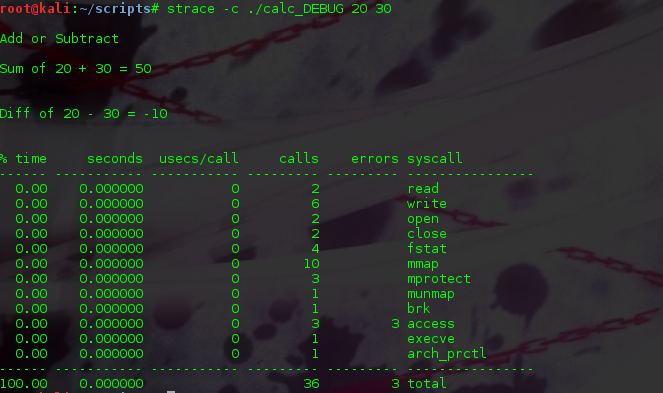 root@kali:~/scripts# strace -c ./calc_DEBUG 20 30
Add or Subtract
Sum of 20 + 30 = 50
Diff of 20 - 30 = -10
% time     seconds  usecs/call     calls    errors syscall
------ ----------- ----------- --------- --------- ----------------
  0.00    0.000000           0         2           read
  0.00    0.000000           0         6           write
  0.00    0.000000           0         2           open
  0.00    0.000000           0         2           close
  0.00    0.000000           0         4           fstat
  0.00    0.000000           0        10           mmap
  0.00    0.000000           0         3           mprotect
  0.00    0.000000           0         1           munmap
  0.00    0.000000           0         1           brk
  0.00    0.000000           0         3         3 access
  0.00    0.000000           0         1           execve
  0.00    0.000000           0         1           arch_prctl
------ ----------- ----------- --------- --------- ----------------
100.00    0.000000                    36         3 total